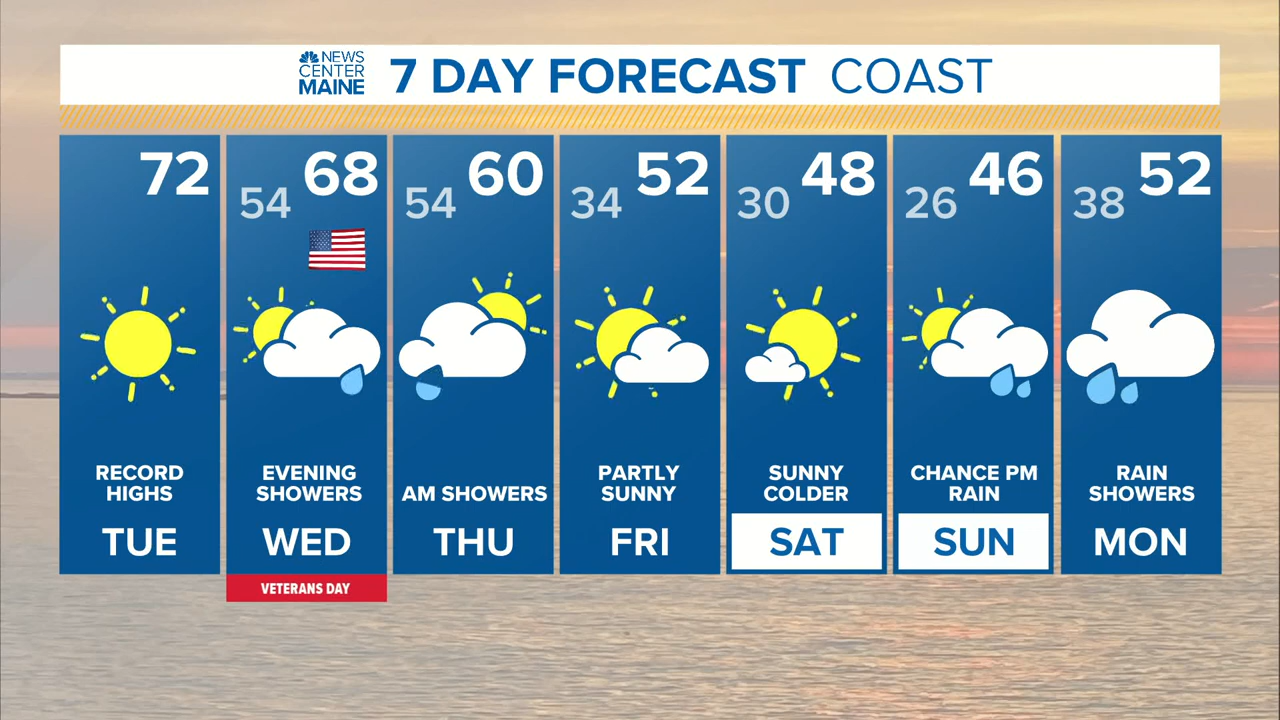 NEWS
CENTER
MAINE
7 DAY FORECAST COAST
72
54 68
54 60
34 52
30 48
26 46
38 52
RECORD
HIGHS
EVENING
SHOWERS
AM SHOWERS
PARTLY
SUNNY
SUNNY
COLDER
CHANCE PM
RAIN
RAIN
SHOWERS
TUE
WED
THU
FRI
SAT
SUN
MON
VETERANS DAY